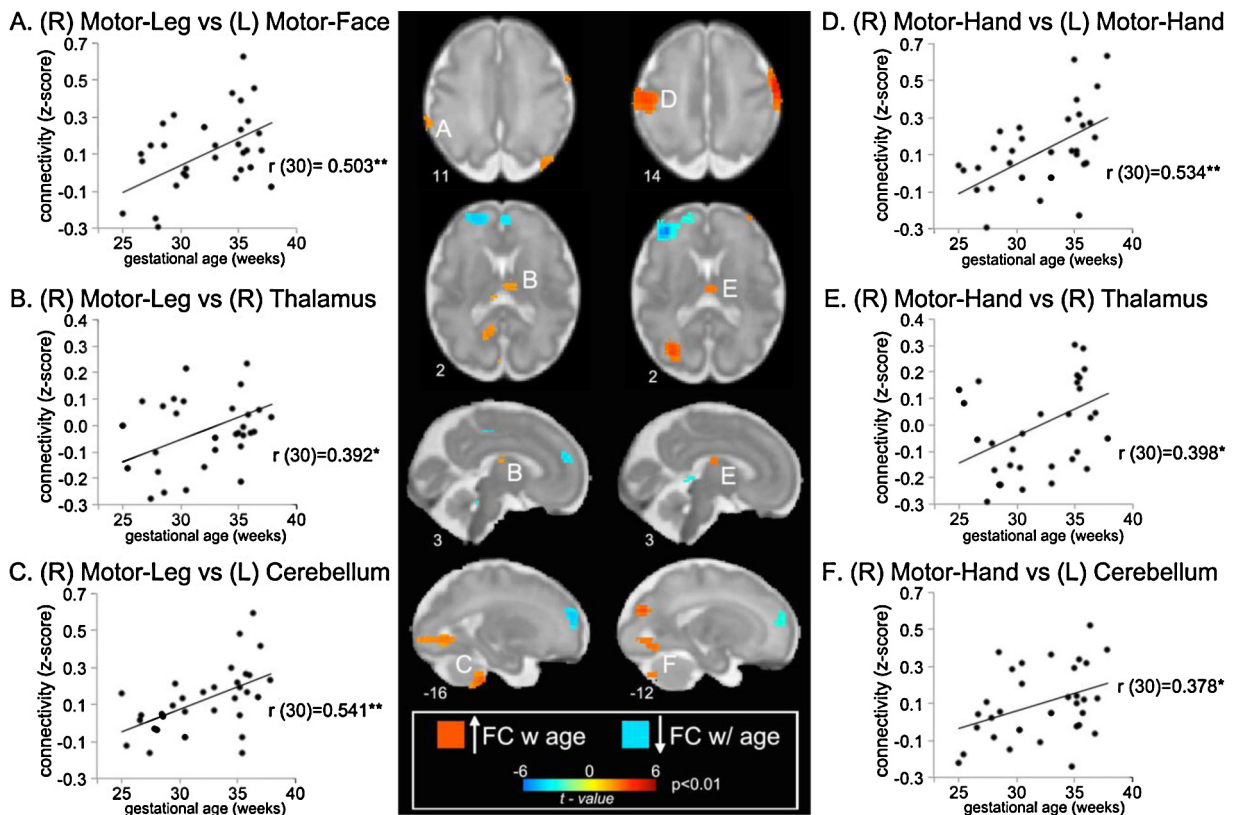 A. (R) Motor-Leg vs (L) Motor-Face
connectivity (z-score)
0.7
0.5
0.3
0.1
-0.1
-0.3
25 30 35 40
gestational age (weeks)
r (30)= 0.503**
B. (R) Motor-Leg vs (R) Thalamus
connectivity (z-score)
0.4
0.3
0.2
0.1
0.0
-0.1
-0.2
-0.3
25 30 35 40
gestational age (weeks)
r (30)=0.392*
C. (R) Motor-Leg vs (L) Cerebellum
connectivity (z-score)
0.7
0.5
0.3
0.1
-0.1
-0.3
25 30 35 40
gestational age (weeks)
r (30)=0.541**
A D
11 14
B E
2 2
B E
3 3
C F
-16 -12
FC w age FC w/ age
-6 0 6 p<0.01
t - value
D. (R) Motor-Hand vs (L) Motor-Hand
connectivity (z-score)
0.7
0.5
0.3
0.1
-0.1
-0.3
25 30 35 40
gestational age (weeks)
r (30)=0.534**
E. (R) Motor-Hand vs (R) Thalamus
connectivity (z-score)
0.4
0.3
0.2
0.1
0.0
-0.1
-0.2
-0.3
25 30 35 40
gestational age (weeks)
r (30)=0.398*
F. (R) Motor-Hand vs (L) Cerebellum
connectivity (z-score)
0.7
0.5
0.3
0.1
-0.1
-0.3
25 30 35 40
gestational age (weeks)
r (30)=0.378*